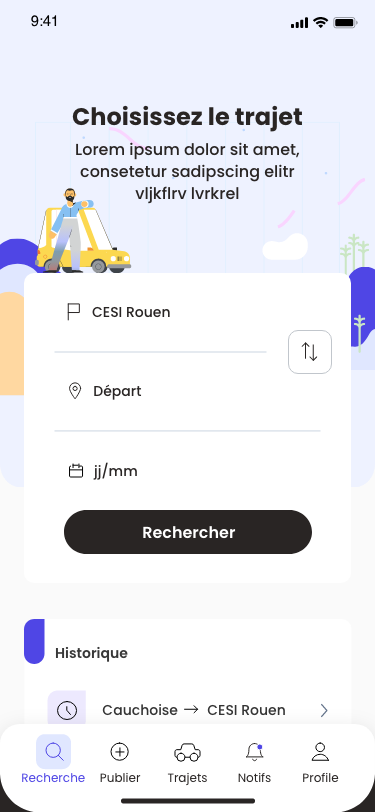 9:41
Choisissez le trajet
Lorem ipsum dolor sit amet,
consetetur sadipscing elitr
vljkflrv lvrkrel
CESI Rouen
Départ
jj/mm
Rechercher
Historique
Cauchoise → CESI Rouen
Recherche Publier Trajets Notifs Profile